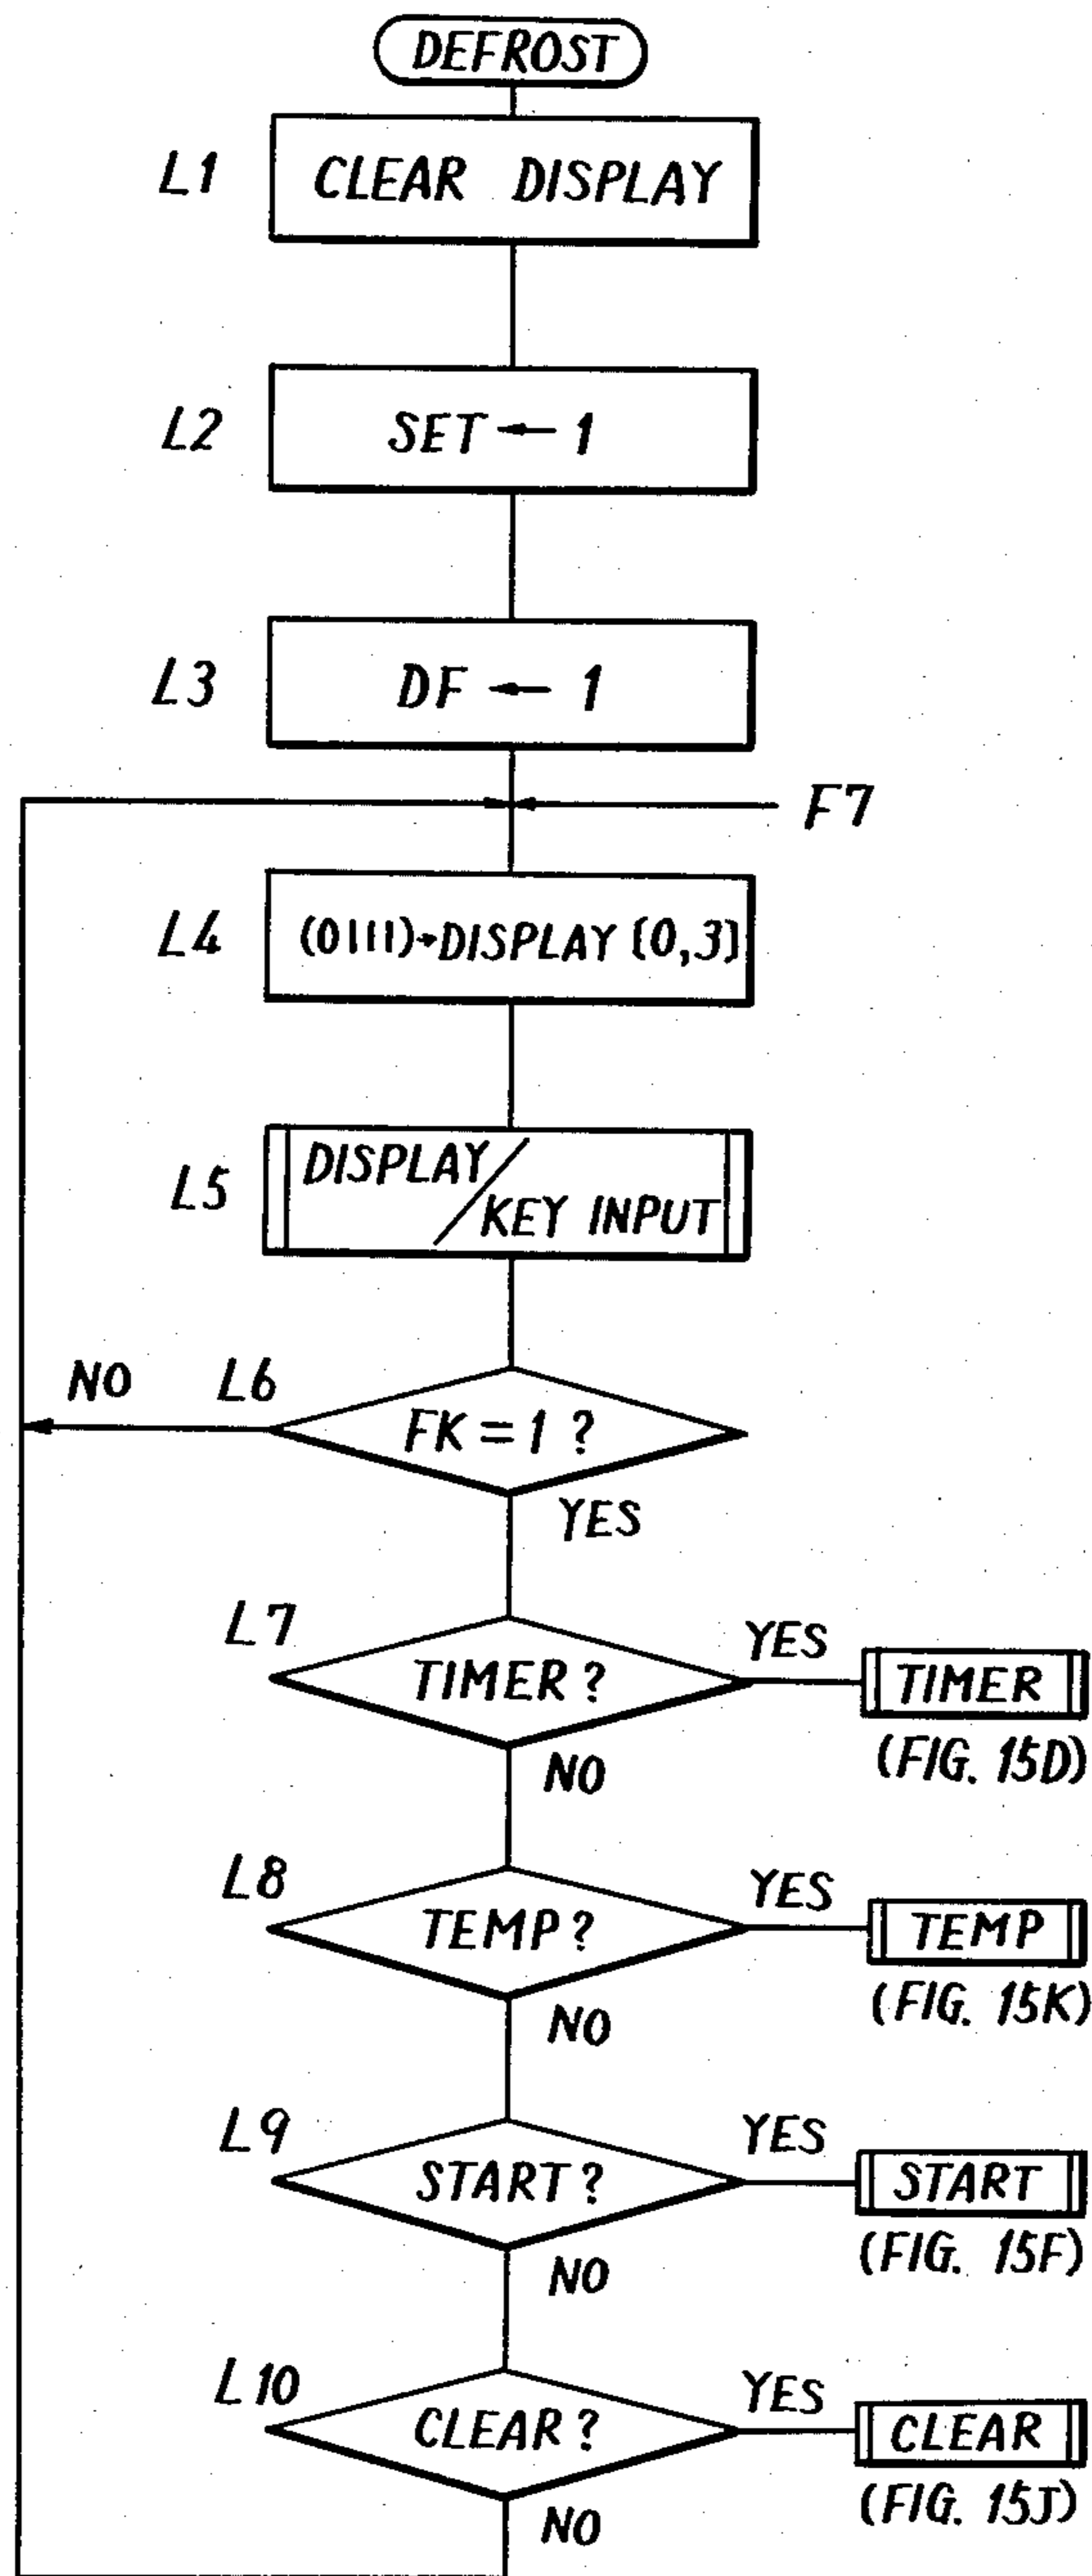 DEFROST
L1 CLEAR DISPLAY
L2 SET ← 1
L3 DF ← 1
F7
L4 (0111)→DISPLAY [0,3]
L5 DISPLAY/KEY INPUT
NO L6 FK = 1 ?
YES
L7 TIMER ? YES TIMER
(FIG. 15D)
NO
L8 TEMP ? YES TEMP
(FIG. 15K)
NO
L9 START ? YES START
(FIG. 15F)
NO
L10 CLEAR ? YES CLEAR
(FIG. 15J)
NO